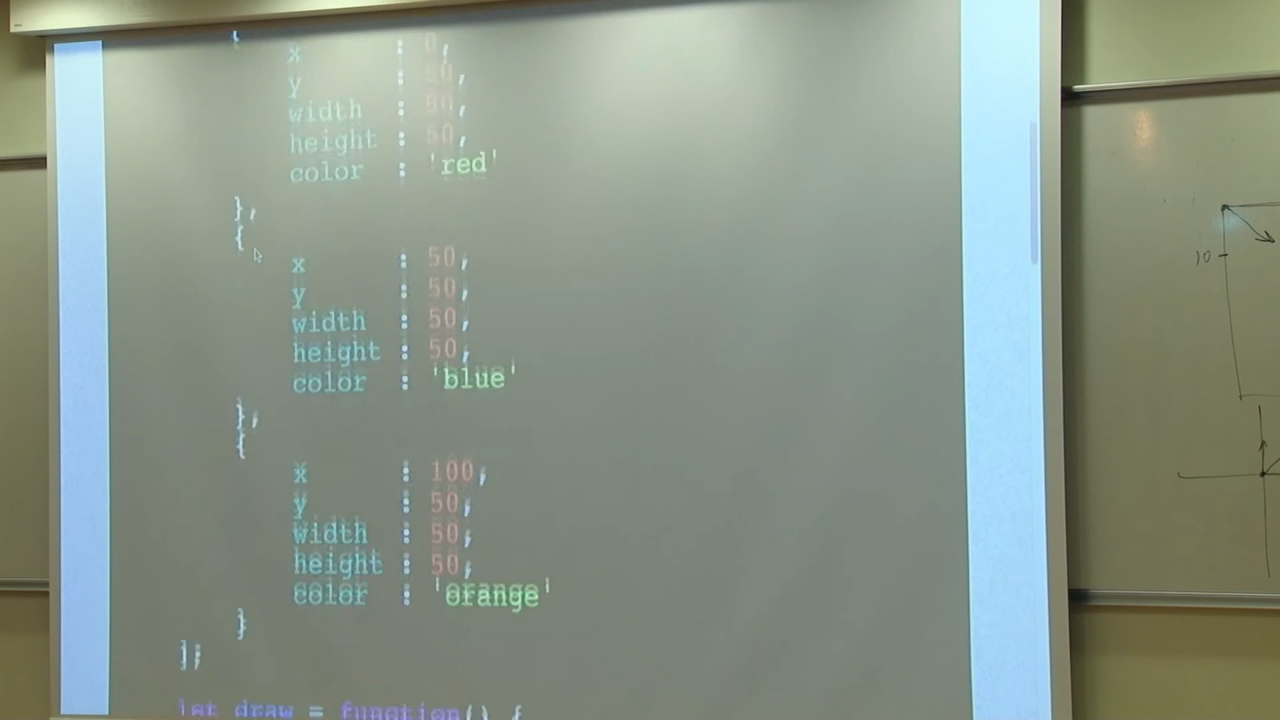 {
x : 0,
y : 50,
width : 50,
height : 50,
color : 'red'
},
{
x : 50,
y : 50,
width : 50,
height : 50,
color : 'blue'
},
{
x : 100,
y : 50,
width : 50,
height : 50,
color : 'orange'
}
];
let draw = function() {
10